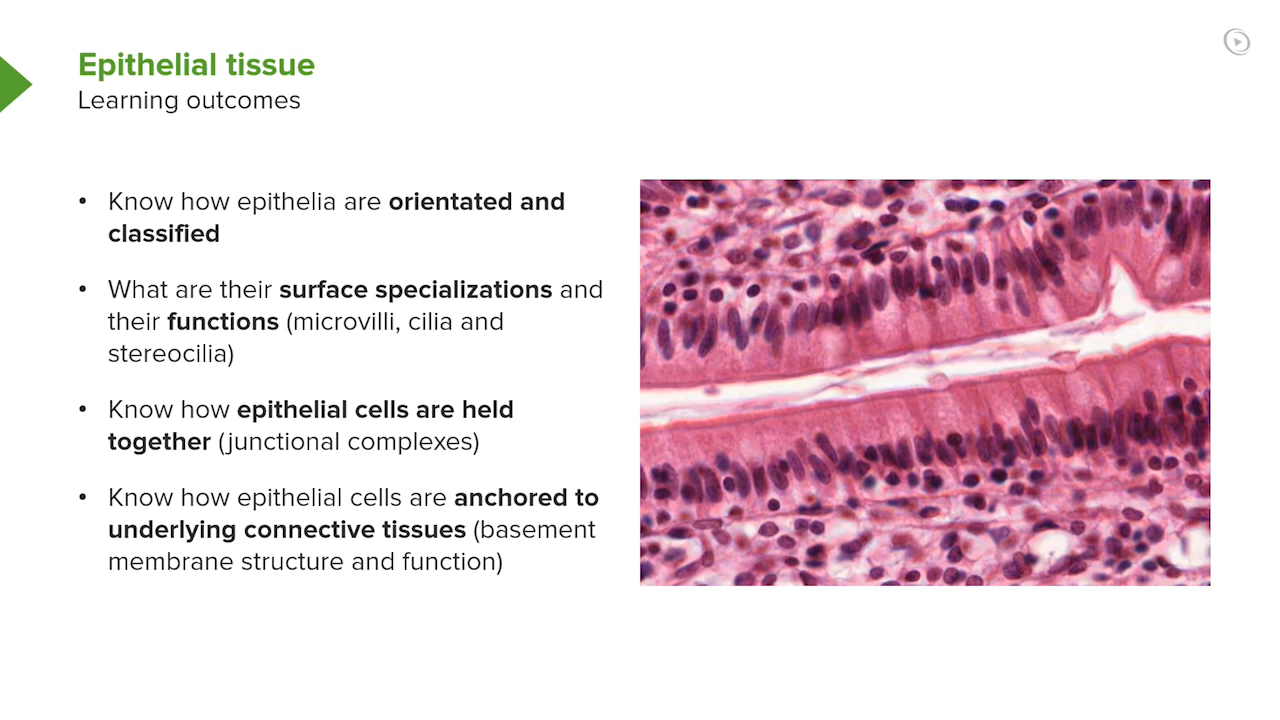 Epithelial tissue
Learning outcomes
• Know how epithelia are orientated and
classified
• What are their surface specializations and
their functions (microvilli, cilia and
stereocilia)
• Know how epithelial cells are held
together (junctional complexes)
• Know how epithelial cells are anchored to
underlying connective tissues (basement
membrane structure and function)